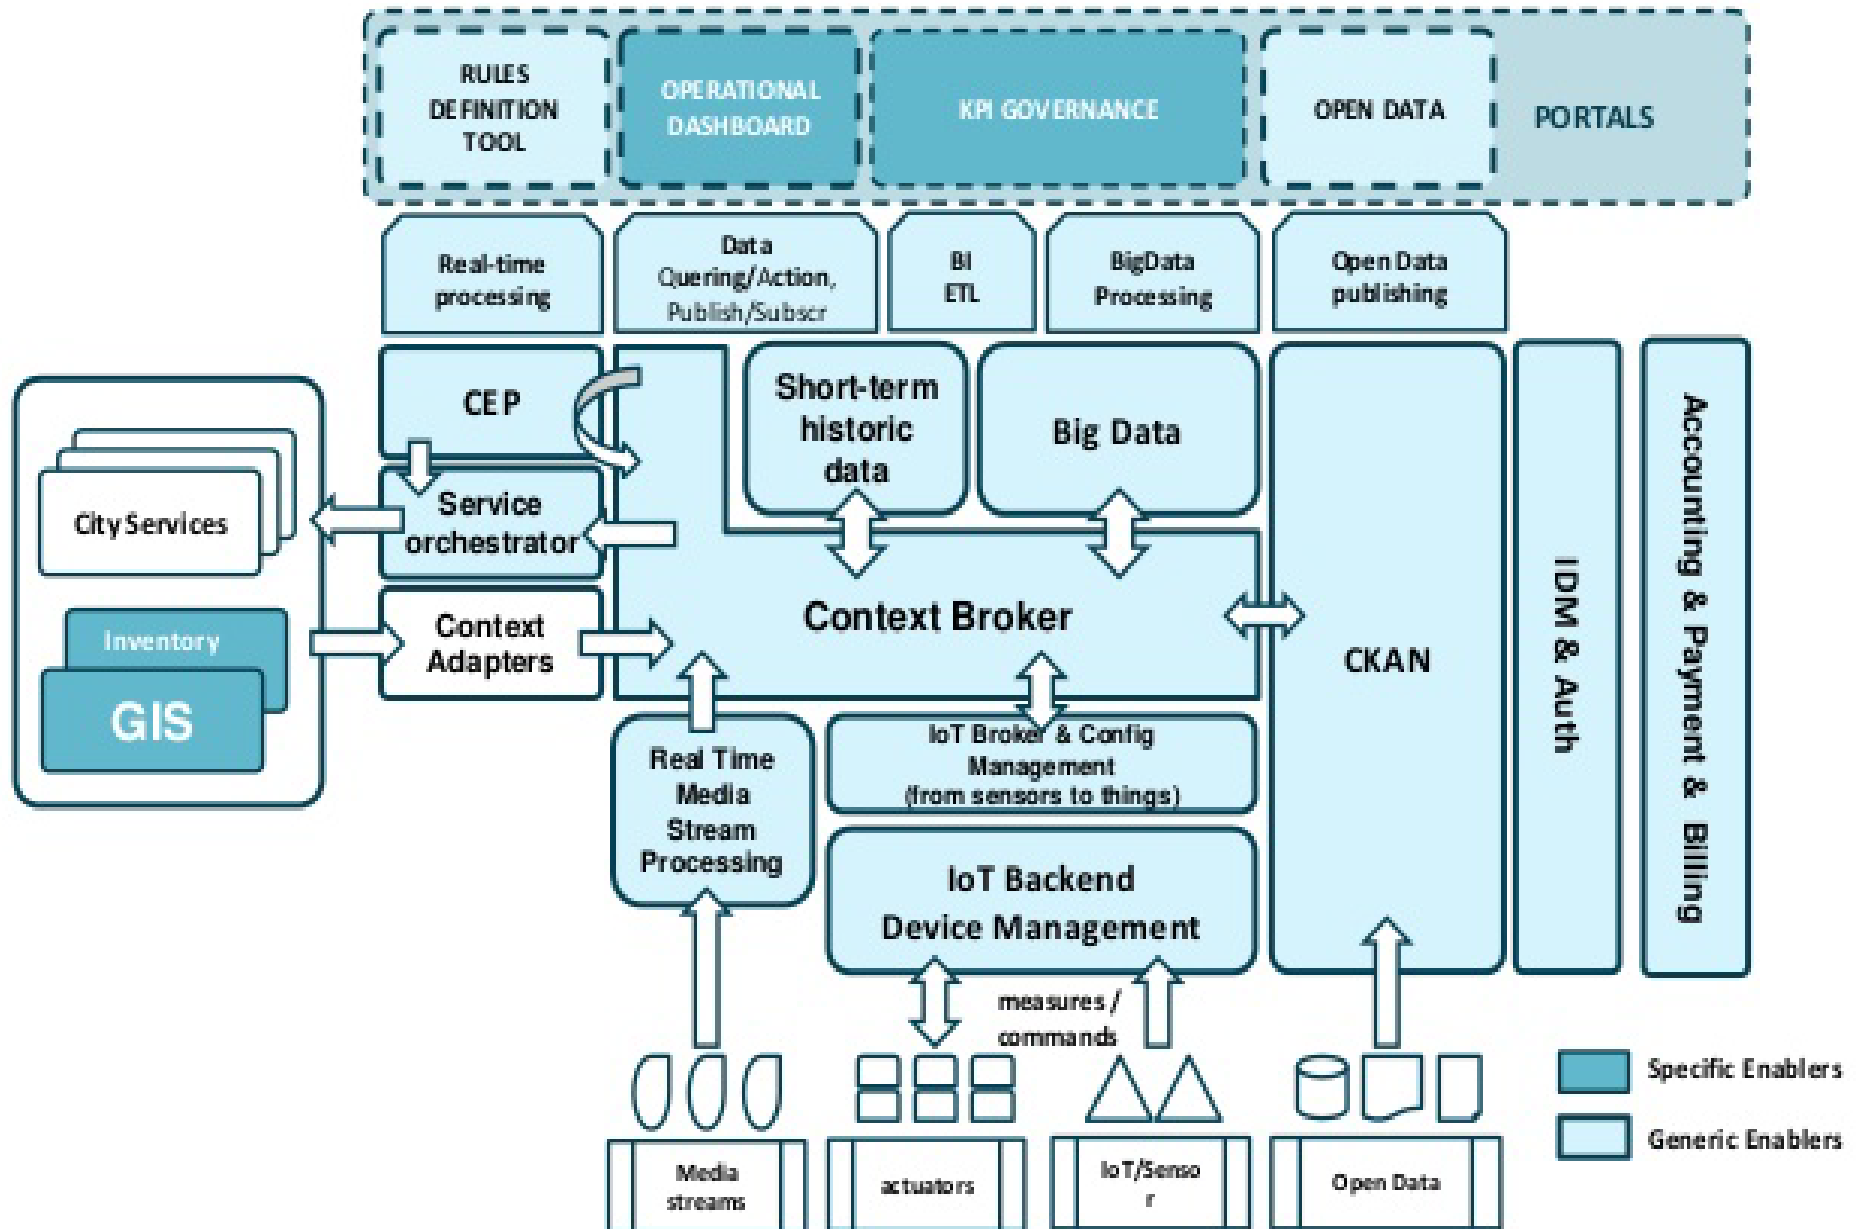 RULES
DEFINITION
TOOL
OPERATIONAL
DASHBOARD
KPI GOVERNANCE
OPEN DATA
PORTALS
Real-time
processing
Data
Quering/Action,
Publish/Subscr
BI
ETL
BigData
Processing
Open Data
publishing
CEP
Short-term
historic
data
Big Data
City Services
Service
orchestrator
Context Broker
Inventory
GIS
Context
Adapters
CKAN
IDM & Auth
Accounting & Payment & Billing
Real Time
Media
Stream
Processing
IoT Broker & Config
Management
(from sensors to things)
IoT Backend
Device Management
measures /
commands
Specific Enablers
Generic Enablers
Media
streams
actuators
IoT/Senso
r
Open Data